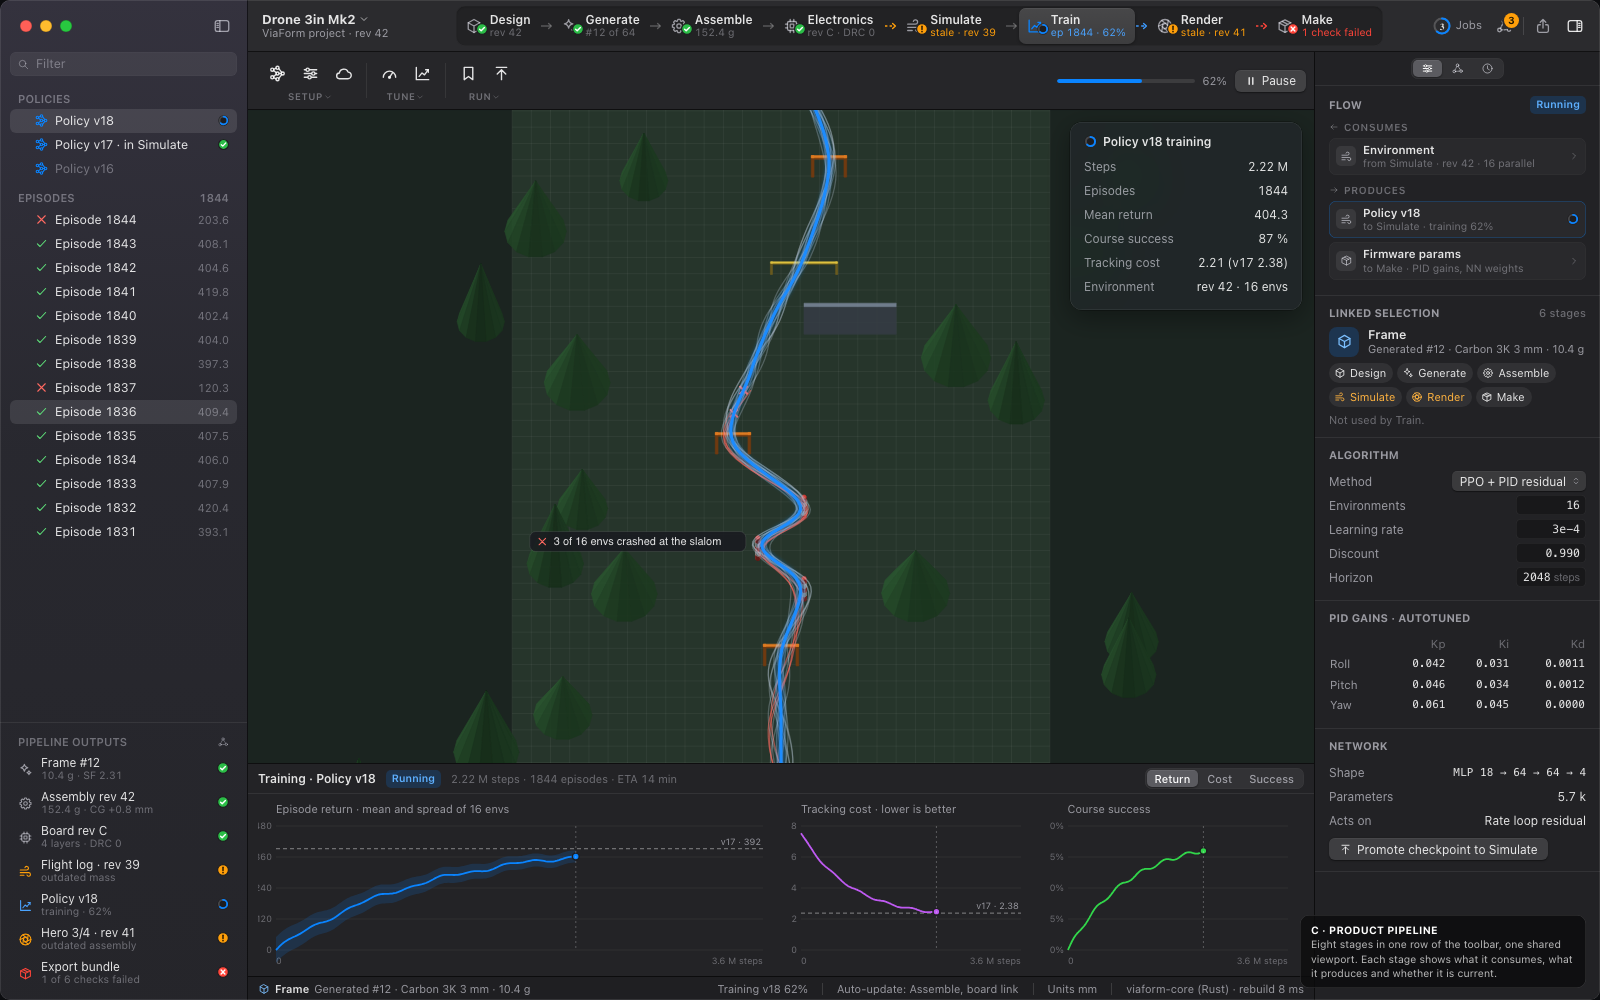 Drone 3in Mk2
ViaForm project · rev 42
Design
rev 42
Generate
#12 of 64
Assemble
152.4 g
Electronics
rev C · DRC 0
Simulate
stale · rev 39
Train
ep 1844 · 62%
Render
stale · rev 41
Make
1 check failed
3 Jobs
3
Filter
POLICIES
Policy v18
Policy v17 · in Simulate
Policy v16
EPISODES 1844
Episode 1844 203.6
Episode 1843 408.1
Episode 1842 404.6
Episode 1841 419.8
Episode 1840 402.4
Episode 1839 404.0
Episode 1838 397.3
Episode 1837 120.3
Episode 1836 409.4
Episode 1835 407.5
Episode 1834 406.0
Episode 1833 407.9
Episode 1832 420.4
Episode 1831 393.1
PIPELINE OUTPUTS
Frame #12
10.4 g · SF 2.31
Assembly rev 42
152.4 g · CG +0.8 mm
Board rev C
4 layers · DRC 0
Flight log · rev 39
outdated mass
Policy v18
training · 62%
Hero 3/4 · rev 41
outdated assembly
Export bundle
1 of 6 checks failed
SETUP
TUNE
RUN
62%
Pause
Policy v18 training
Steps 2.22 M
Episodes 1844
Mean return 404.3
Course success 87 %
Tracking cost 2.21 (v17 2.38)
Environment rev 42 · 16 envs
3 of 16 envs crashed at the slalom
Training · Policy v18 Running 2.22 M steps · 1844 episodes · ETA 14 min
Return Cost Success
Episode return · mean and spread of 16 envs
480
360
240
120
0
v17 · 392
0 3.6 M steps
Tracking cost · lower is better
8
6
4
2
0
v17 · 2.38
0 3.6 M steps
Course success
0%
5%
0%
5%
0%
0 3.6 M steps
Frame Generated #12 · Carbon 3K 3 mm · 10.4 g
Training v18 62%
Auto-update: Assemble, board link
Units mm
viaform-core (Rust) · rebuild 8 ms
FLOW Running
← CONSUMES
Environment
from Simulate · rev 42 · 16 parallel
→ PRODUCES
Policy v18
to Simulate · training 62%
Firmware params
to Make · PID gains, NN weights
LINKED SELECTION 6 stages
Frame
Generated #12 · Carbon 3K 3 mm · 10.4 g
Design Generate Assemble
Simulate Render Make
Not used by Train.
ALGORITHM
Method PPO + PID residual
Environments 16
Learning rate 3e−4
Discount 0.990
Horizon 2048 steps
PID GAINS · AUTOTUNED
Kp Ki Kd
Roll 0.042 0.031 0.0011
Pitch 0.046 0.034 0.0012
Yaw 0.061 0.045 0.0000
NETWORK
Shape MLP 18 → 64 → 64 → 4
Parameters 5.7 k
Acts on Rate loop residual
Promote checkpoint to Simulate
C · PRODUCT PIPELINE
Eight stages in one row of the toolbar, one shared
viewport. Each stage shows what it consumes, what
it produces and whether it is current.